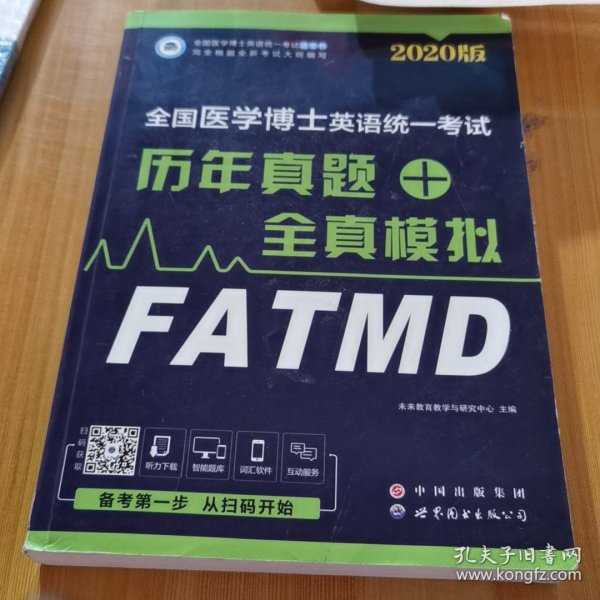 全国医学博士英语统一考试
完全根据全新考试大纲编写
2020版
全国医学博士英语统一考试
历年真题+
全真模拟
FATMD
未来教育教学与研究中心 主编
扫码获取
听力下载
智能题库
词汇软件
互动服务
备考第一步 从扫码开始
中国出版集团
世界图书出版公司
孔夫子旧书网
www.kongfz.com